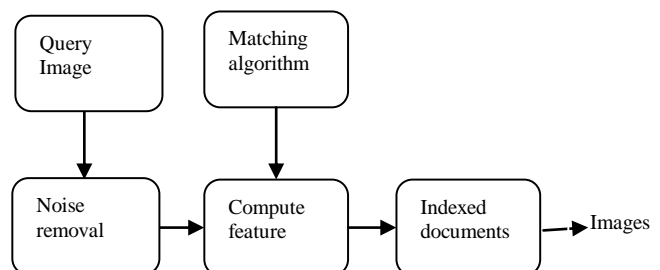 Query
Image
Matching
algorithm
Noise
removal
Compute
feature
Indexed
documents
Images